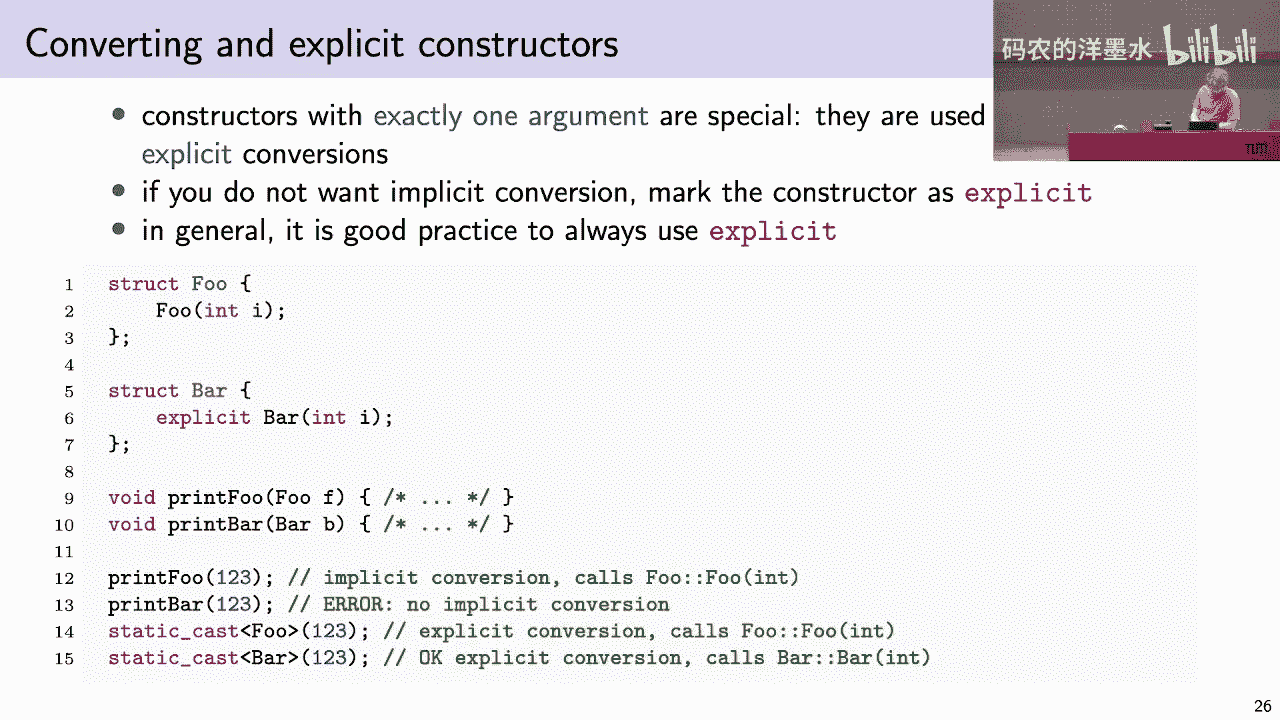 Converting and explicit constructors
码农的洋墨水 bilibili
TUM
• constructors with exactly one argument are special: they are used
explicit conversions
• if you do not want implicit conversion, mark the constructor as explicit
• in general, it is good practice to always use explicit
1 struct Foo {
2 Foo(int i);
3 };
4
5 struct Bar {
6 explicit Bar(int i);
7 };
8
9 void printFoo(Foo f) { /* ... */ }
10 void printBar(Bar b) { /* ... */ }
11
12 printFoo(123); // implicit conversion, calls Foo::Foo(int)
13 printBar(123); // ERROR: no implicit conversion
14 static_cast<Foo>(123); // explicit conversion, calls Foo::Foo(int)
15 static_cast<Bar>(123); // OK explicit conversion, calls Bar::Bar(int)
26